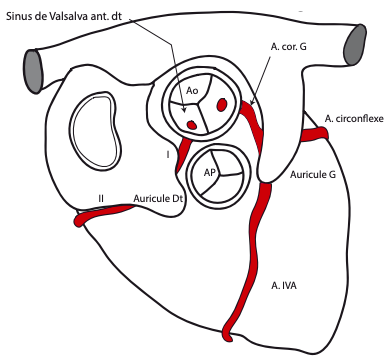 Sinus de Valsalva ant. dt
A. cor. G
Ao
A. circonflexe
I
AP
Auricule G
II
Auricule Dt
A. IVA